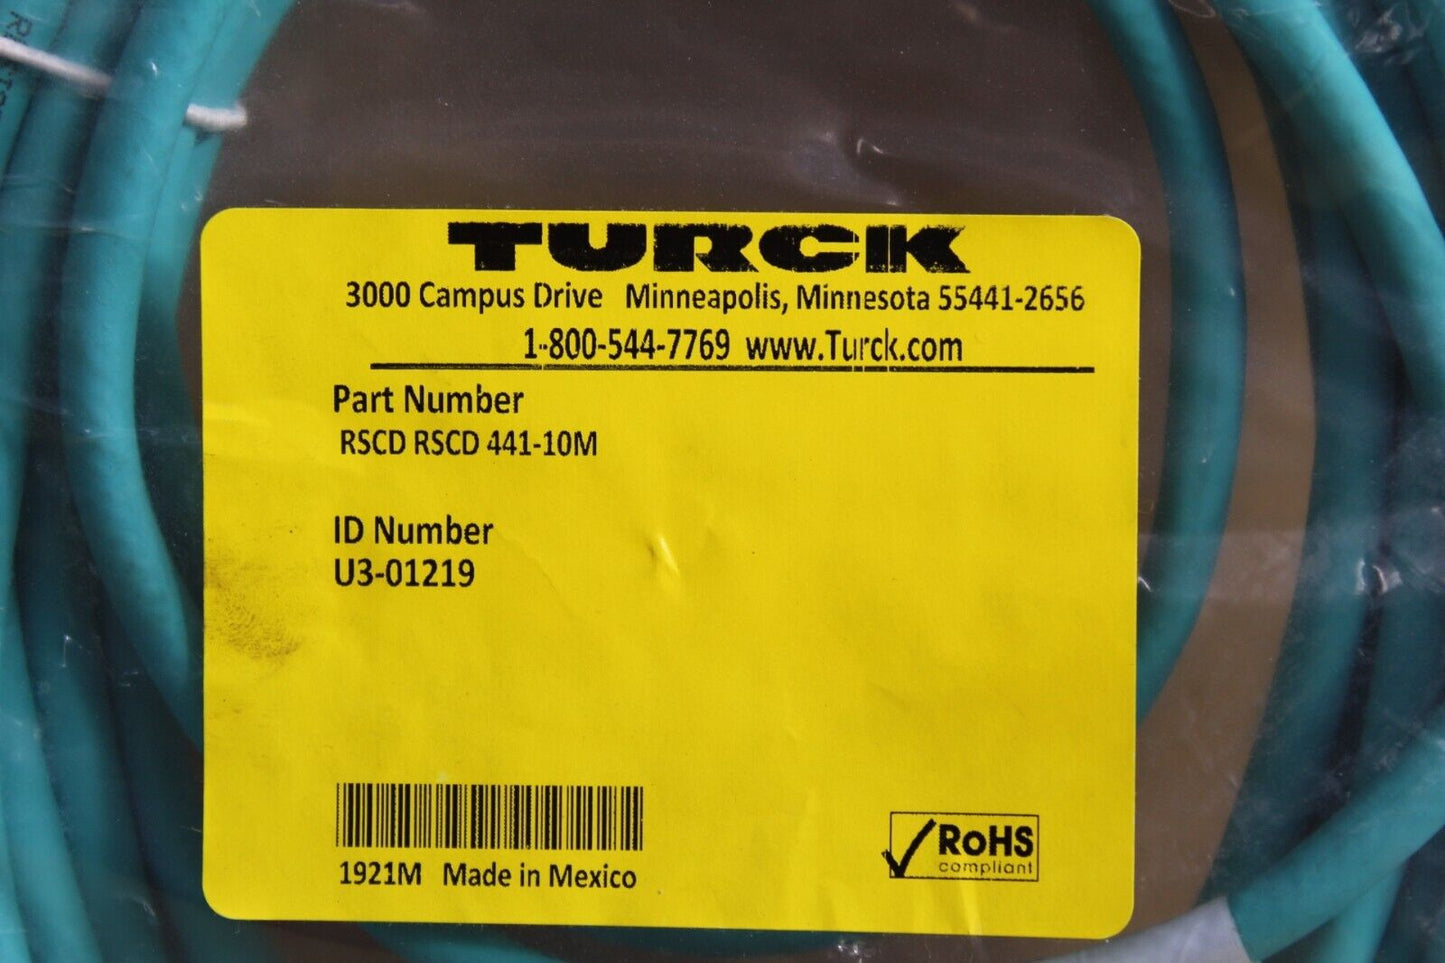 TURCK
3000 Campus Drive Minneapolis, Minnesota 55441-2656
1-800-544-7769 www.Turck.com
Part Number
RSCD RSCD 441-10M
ID Number
U3-01219
1921M Made in Mexico
RoHS
compliant